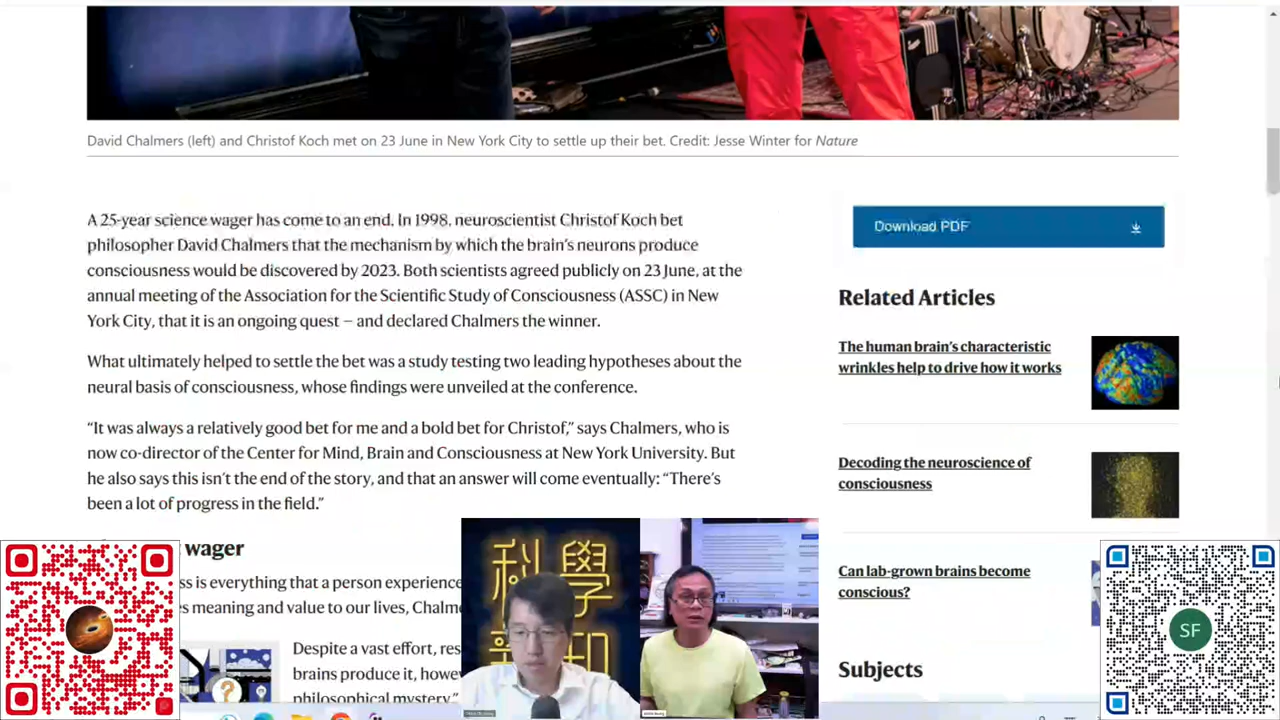 David Chalmers (left) and Christof Koch met on 23 June in New York City to settle up their bet. Credit: Jesse Winter for Nature
A 25-year science wager has come to an end. In 1998, neuroscientist Christof Koch bet
philosopher David Chalmers that the mechanism by which the brain’s neurons produce
consciousness would be discovered by 2023. Both scientists agreed publicly on 23 June, at the
annual meeting of the Association for the Scientific Study of Consciousness (ASSC) in New
York City, that it is an ongoing quest — and declared Chalmers the winner.
What ultimately helped to settle the bet was a study testing two leading hypotheses about the
neural basis of consciousness, whose findings were unveiled at the conference.
“It was always a relatively good bet for me and a bold bet for Christof,” says Chalmers, who is
now co-director of the Center for Mind, Brain and Consciousness at New York University. But
he also says this isn’t the end of the story, and that an answer will come eventually: “There’s
been a lot of progress in the field.”
wager
is everything that a person experience
meaning and value to our lives,
Despite a vast effort,
brains produce it,
philosophical mystery.”
Download PDF
Related Articles
The human brain’s characteristic
wrinkles help to drive how it works
Decoding the neuroscience of
consciousness
Can lab-grown brains become
conscious?
Subjects
科學
SF